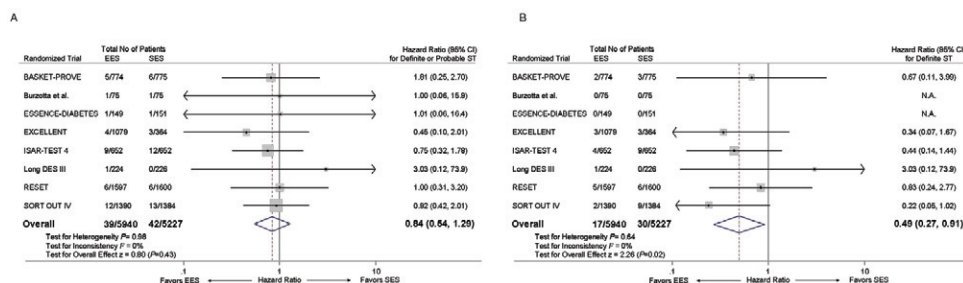 A
Total No of Patients Hazard Ratio (95% CI)
Randomized Trial EES SES for Definite or Probable ST
BASKET-PROVE 5/774 6/775 1.81 (0.25, 2.70)
Burzotta et al. 1/75 1/75 1.00 (0.06, 15.9)
ESSENCE-DIABETES 1/149 1/151 1.01 (0.06, 16.4)
EXCELLENT 4/1079 3/364 0.45 (0.10, 2.01)
ISAR-TEST 4 9/652 12/652 0.75 (0.32, 1.78)
Long DES III 1/224 0/226 3.03 (0.12, 73.9)
RESET 6/1597 6/1600 1.00 (0.31, 3.20)
SORT OUT IV 12/1390 13/1384 0.92 (0.42, 2.01)
Overall 39/5940 42/5227 0.84 (0.54, 1.29)
Test for Heterogeneity P= 0.98
Test for Inconsistency I²= 0%
Test for Overall Effect z = 0.80 (P=0.43)
.1 1 10
Favors EES Hazard Ratio Favors SES
B
Total No of Patients Hazard Ratio (95% CI)
Randomized Trial EES SES for Definite ST
BASKET-PROVE 2/774 3/775 0.67 (0.11, 3.99)
Burzotta et al. 0/75 0/75 N.A.
ESSENCE-DIABETES 0/149 0/151 N.A.
EXCELLENT 3/1079 3/364 0.34 (0.07, 1.67)
ISAR-TEST 4 4/652 9/652 0.44 (0.14, 1.44)
Long DES III 1/224 0/226 3.03 (0.12, 73.9)
RESET 5/1597 6/1600 0.83 (0.24, 2.77)
SORT OUT IV 2/1390 9/1384 0.22 (0.05, 1.02)
Overall 17/5940 30/5227 0.49 (0.27, 0.91)
Test for Heterogeneity P= 0.64
Test for Inconsistency I²= 0%
Test for Overall Effect z = 2.26 (P=0.02)
.1 1 10
Favors EES Hazard Ratio Favors SES